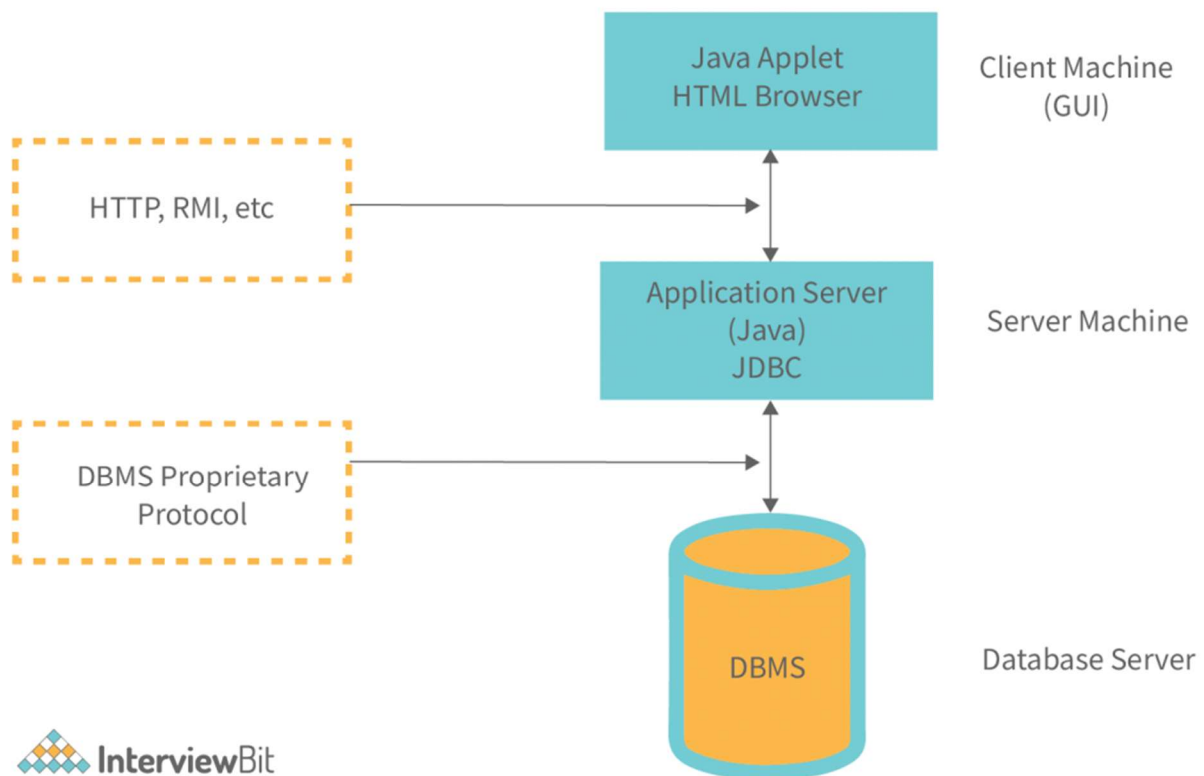 Java Applet
HTML Browser
Client Machine
(GUI)
HTTP, RMI, etc
Application Server
(Java)
JDBC
Server Machine
DBMS Proprietary
Protocol
DBMS
Database Server
InterviewBit